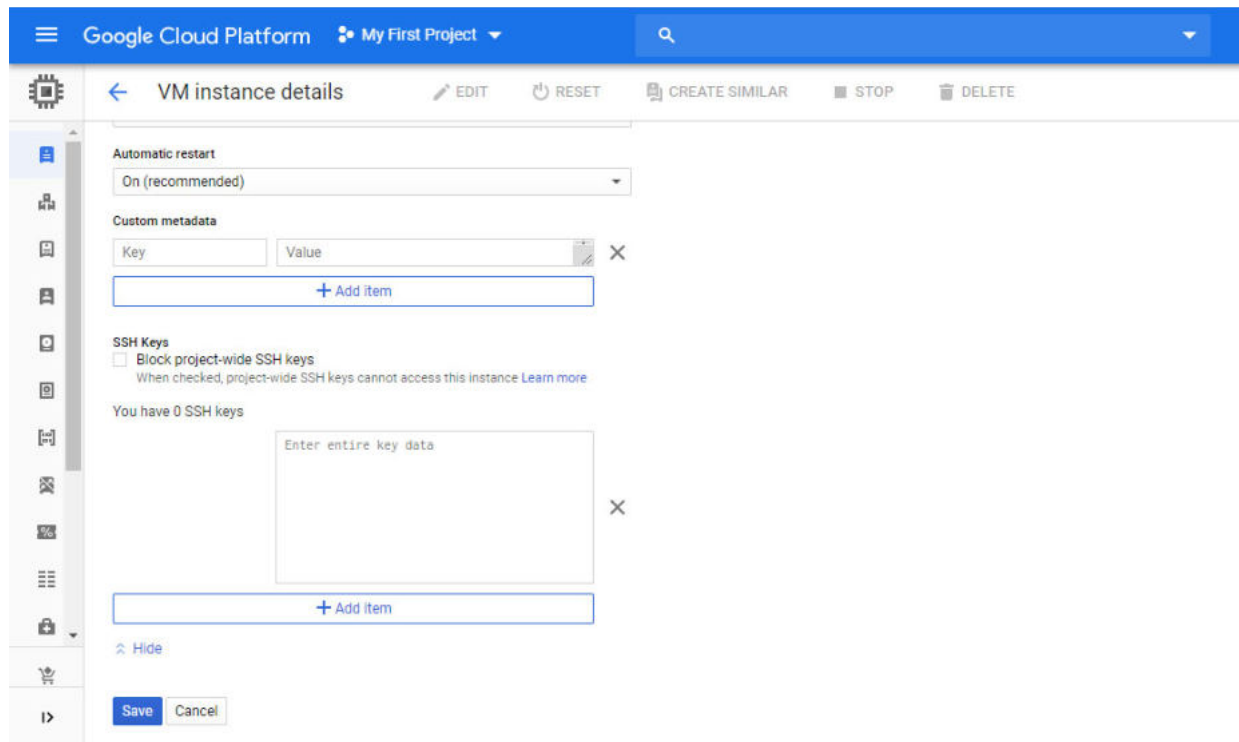 Google Cloud Platform My First Project
VM instance details EDIT RESET CREATE SIMILAR STOP DELETE
Automatic restart
On (recommended)
Custom metadata
Key Value
+ Add item
SSH Keys
Block project-wide SSH keys
When checked, project-wide SSH keys cannot access this instance Learn more
You have 0 SSH keys
Enter entire key data
+ Add item
Hide
Save Cancel